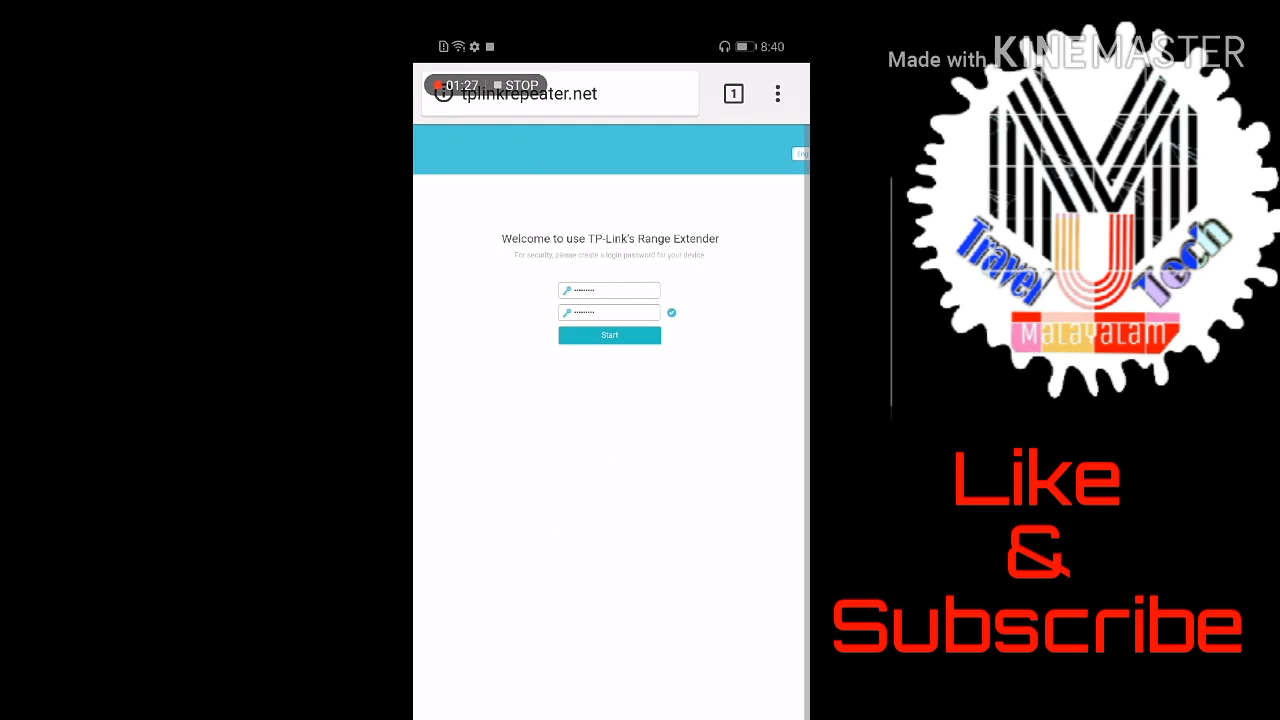 8:40
01:27 STOP
tplinkrepeater.net
1
Eng
Welcome to use TP-Link's Range Extender
For security, please create a login password for your device.
•••••••••
•••••••••
Start
Made with KINEMASTER
M
U
Travel
Tech
Malayalam
Like
&
Subscribe